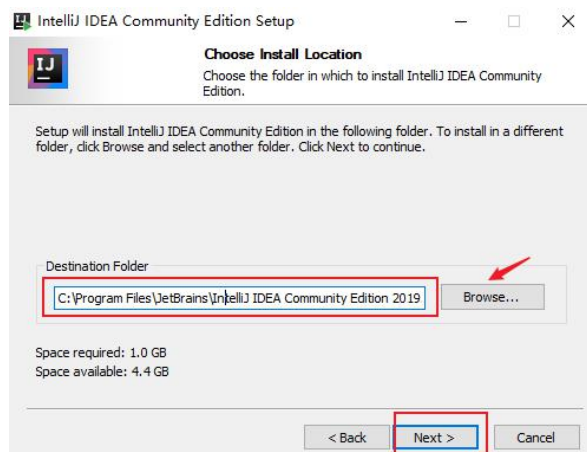 IntelliJ IDEA Community Edition Setup
IJ
Choose Install Location
Choose the folder in which to install IntelliJ IDEA Community
Edition.
Setup will install IntelliJ IDEA Community Edition in the following folder. To install in a different
folder, click Browse and select another folder. Click Next to continue.
Destination Folder
C:\Program Files\JetBrains\IntelliJ IDEA Community Edition 2019
Browse...
Space required: 1.0 GB
Space available: 4.4 GB
< Back
Next >
Cancel